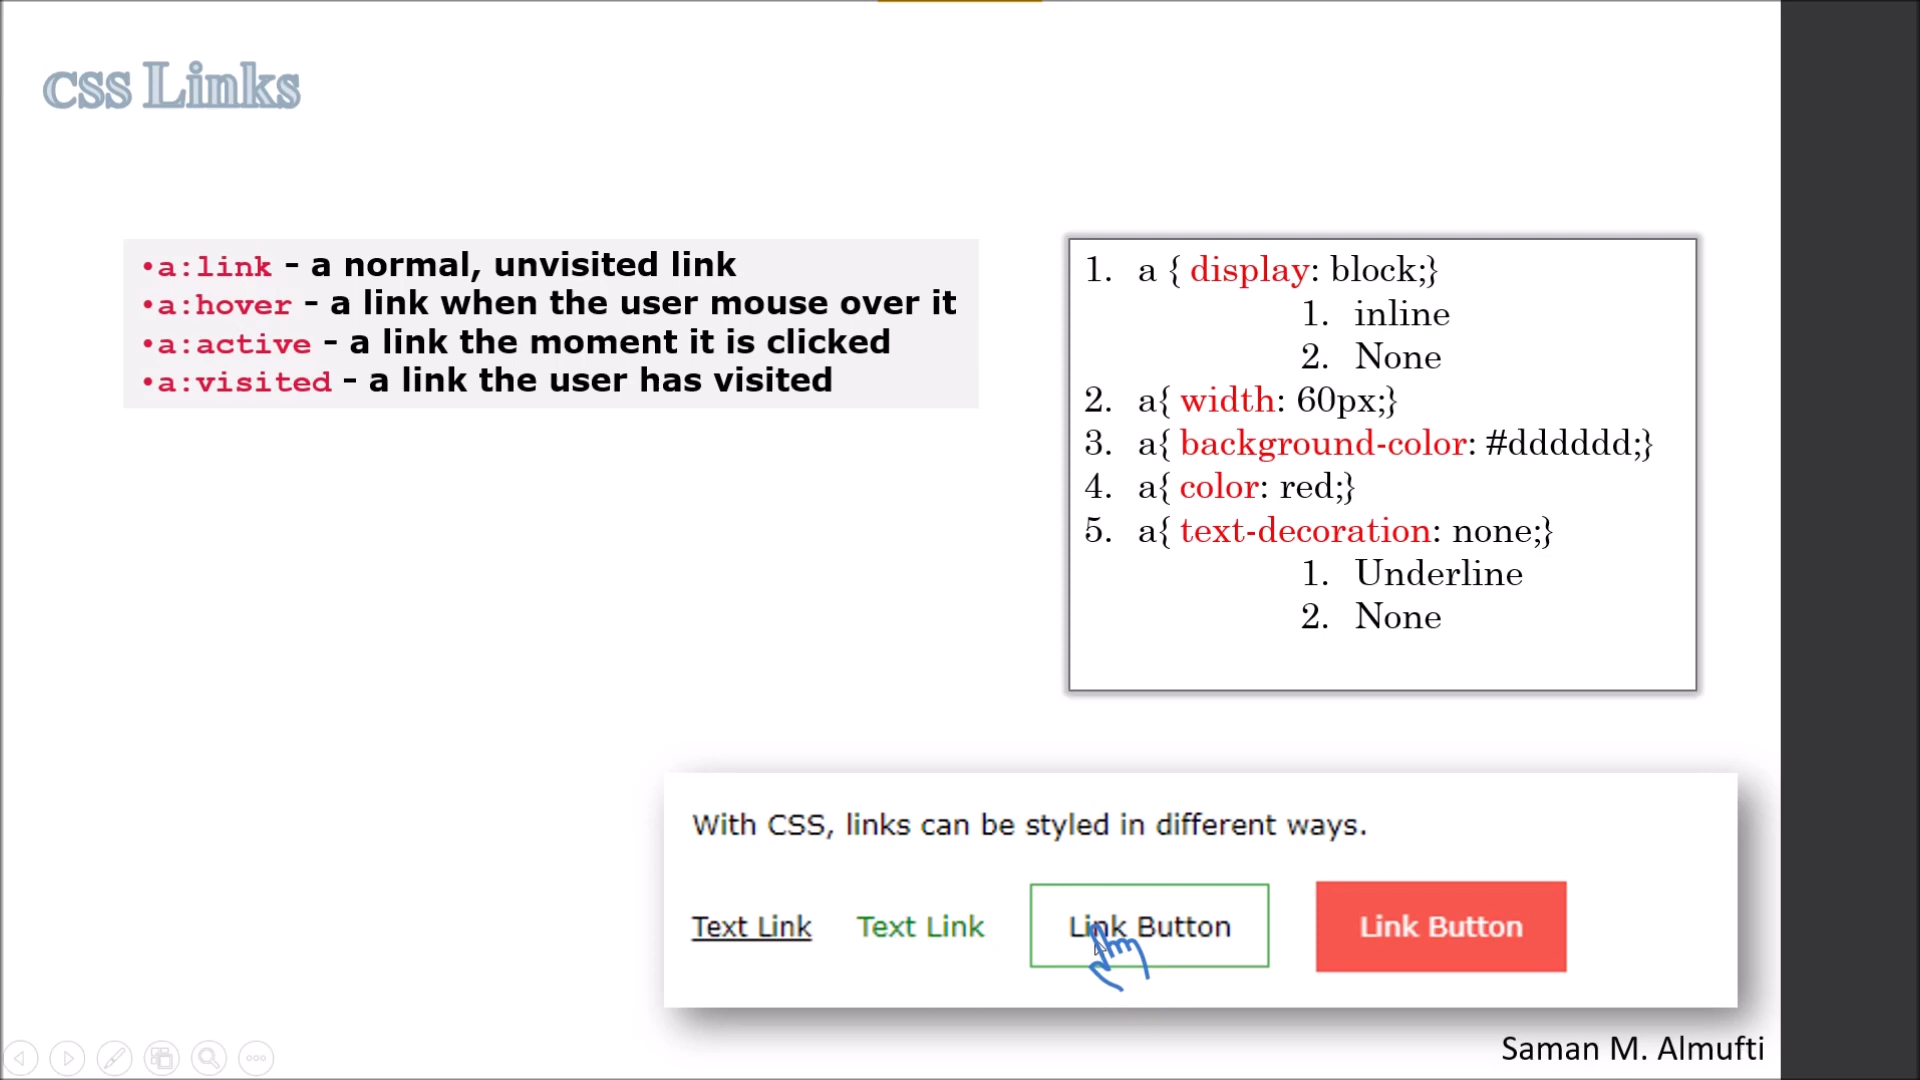 css Links
•a:link - a normal, unvisited link
•a:hover - a link when the user mouse over it
•a:active - a link the moment it is clicked
•a:visited - a link the user has visited
1. a { display: block;}
1. inline
2. None
2. a{ width: 60px;}
3. a{ background-color: #dddddd;}
4. a{ color: red;}
5. a{ text-decoration: none;}
1. Underline
2. None
With CSS, links can be styled in different ways.
Text Link Text Link Link Button Link Button
Saman M. Almufti